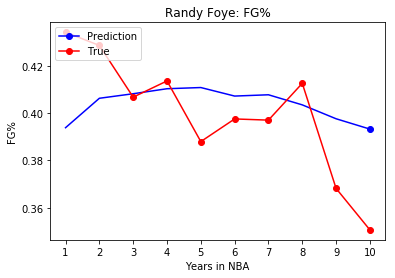 Randy Foye: FG%
Prediction
True
FG%
0.42
0.40
0.38
0.36
1 2 3 4 5 6 7 8 9 10
Years in NBA